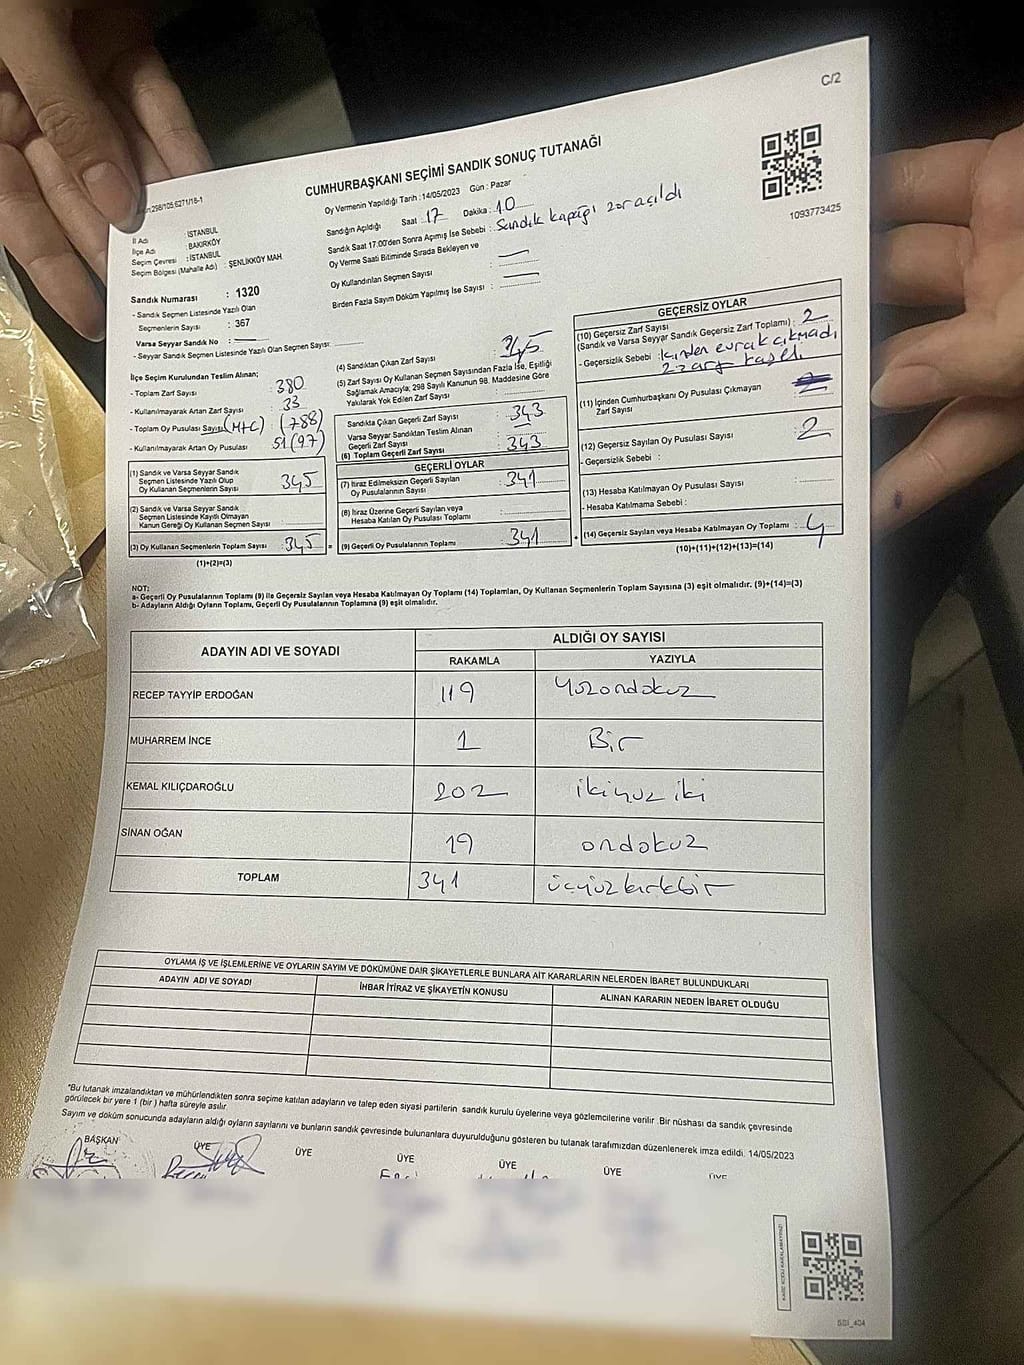 C/2
CUMHURBAŞKANI SEÇİMİ SANDIK SONUÇ TUTANAĞI
298/105.6271/18-1
1093773425
Oy Vermenin Yapıldığı Tarih : 14/05/2023 Gün : Pazar
Sandığın Açıldığı Saat 17 Dakika : 10
Sandık Saat 17:00'den Sonra Açımış İse Sebebi : Sandık kapağı zor açıldı
Oy Verme Saati Bitiminde Sırada Bekleyen ve
Oy Kullandırılan Seçmen Sayısı : —
Birden Fazla Sayım Döküm Yapılmış İse Sayısı : —
İl Adı : İSTANBUL
İlçe Adı : BAKIRKÖY
Seçim Çevresi : İSTANBUL
Seçim Bölgesi (Mahalle Adı) : ŞENLİKKÖY MAH.
Sandık Numarası : 1320
- Sandık Seçmen Listesinde Yazılı Olan
Seçmenlerin Sayısı : 367
Varsa Seyyar Sandık No : —
- Seyyar Sandık Seçmen Listesinde Yazılı Olan Seçmen Sayısı:
İlçe Seçim Kurulundan Teslim Alınan;
- Toplam Zarf Sayısı : 380
- Kullanılmayarak Artan Zarf Sayısı : 33
- Toplam Oy Pusulası Sayısı (M+C) (788)
- Kullanılmayarak Artan Oy Pusulası 51 (97)
(1) Sandık ve Varsa Seyyar Sandık
Seçmen Listesinde Yazılı Olup
Oy Kullanan Seçmenlerin Sayısı : 345
(2) Sandık ve Varsa Seyyar Sandık
Seçmen Listesinde Kayıtlı Olmayan
Kanun Gereği Oy Kullanan Seçmen Sayısı :
(3) Oy Kullanan Seçmenlerin Toplam Sayısı : 345
(1)+(2)=(3)
(4) Sandıktan Çıkan Zarf Sayısı : 345
(5) Zarf Sayısı Oy Kullanan Seçmen Sayısından Fazla İse, Eşitliği
Sağlamak Amacıyla; 298 Sayılı Kanunun 98. Maddesine Göre
Yakılarak Yok Edilen Zarf Sayısı :
Sandıkta Çıkan Geçerli Zarf Sayısı : 343
Varsa Seyyar Sandıktan Teslim Alınan
Geçerli Zarf Sayısı :
(6) Toplam Geçerli Zarf Sayısı : 343
GEÇERLİ OYLAR
(7) İtiraz Edilmeksizin Geçerli Sayılan
Oy Pusulalarının Sayısı : 341
(8) İtiraz Üzerine Geçerli Sayılan veya
Hesaba Katılan Oy Pusulası Toplamı :
= (9) Geçerli Oy Pusulalarının Toplamı : 341
GEÇERSİZ OYLAR
(10) Geçersiz Zarf Sayısı
(Sandık ve Varsa Seyyar Sandık Geçersiz Zarf Toplamı) : 2
- Geçersizlik Sebebi : İçinden evrak çıkmadı
2 zarf
(11) İçinden Cumhurbaşkanı Oy Pusulası Çıkmayan
Zarf Sayısı :
(12) Geçersiz Sayılan Oy Pusulası Sayısı : 2
- Geçersizlik Sebebi :
(13) Hesaba Katılmayan Oy Pusulası Sayısı
- Hesaba Katılmama Sebebi :
+ (14) Geçersiz Sayılan veya Hesaba Katılmayan Oy Toplamı : 4
(10)+(11)+(12)+(13)=(14)
NOT:
a- Geçerli Oy Pusulalarının Toplamı (9) ile Geçersiz Sayılan veya Hesaba Katılmayan Oy Toplamı (14) Toplamları, Oy Kullanan Seçmenlerin Toplam Sayısına (3) eşit olmalıdır. (9)+(14)=(3)
b- Adayların Aldığı Oyların Toplamı, Geçerli Oy Pusulalarının Toplamına (9) eşit olmalıdır.
ADAYIN ADI VE SOYADI ALDIĞI OY SAYISI
RAKAMLA YAZIYLA
RECEP TAYYİP ERDOĞAN 119 Yüzondokuz
MUHARREM İNCE 1 Bir
KEMAL KILIÇDAROĞLU 202 ikiyüz iki
SİNAN OĞAN 19 ondokuz
TOPLAM 341 üçyüzkırkbir
OYLAMA İŞ VE İŞLEMLERİNE VE OYLARIN SAYIM VE DÖKÜMÜNE DAİR ŞİKAYETLERLE BUNLARA AİT KARARLARIN NELERDEN İBARET BULUNDUKLARI
ADAYIN ADI VE SOYADI İHBAR İTİRAZ VE ŞİKAYETİN KONUSU ALINAN KARARIN NEDEN İBARET OLDUĞU
"Bu tutanak imzalandıktan ve mühürlendikten sonra seçime katılan adayların ve talep eden siyasi partilerin sandık kurulu üyelerine veya gözlemcilerine verilir. Bir nüshası da sandık çevresinde
görülecek bir yere 1 (bir) hafta süreyle asılır.
Sayım ve döküm sonucunda adayların aldığı oyların sayılarını ve bunların sandık çevresinde bulunanlara duyurulduğunu gösteren bu tutanak tarafımızdan düzenlenerek imza edildi. 14/05/2023
BAŞKAN ÜYE ÜYE ÜYE ÜYE ÜYE ÜYE